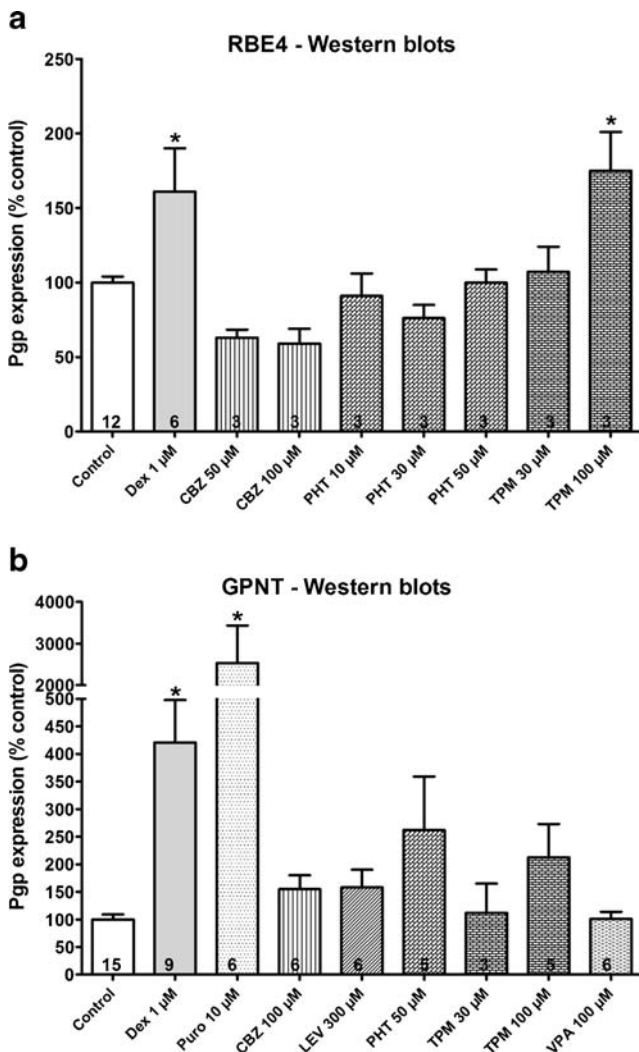 a
RBE4 - Western blots
Pgp expression (% control)
250
200
150
100
50
0
* *
12 6 3 3 3 3 3 3 3
Control Dex 1 µM CBZ 50 µM CBZ 100 µM PHT 10 µM PHT 30 µM PHT 50 µM TPM 30 µM TPM 100 µM
b
GPNT - Western blots
Pgp expression (% control)
4000
3000
2000
500
450
400
350
300
250
200
150
100
50
0
* *
15 9 6 6 6 5 3 5 6
Control Dex 1 µM Puro 10 µM CBZ 100 µM LEV 300 µM PHT 50 µM TPM 30 µM TPM 100 µM VPA 100 µM